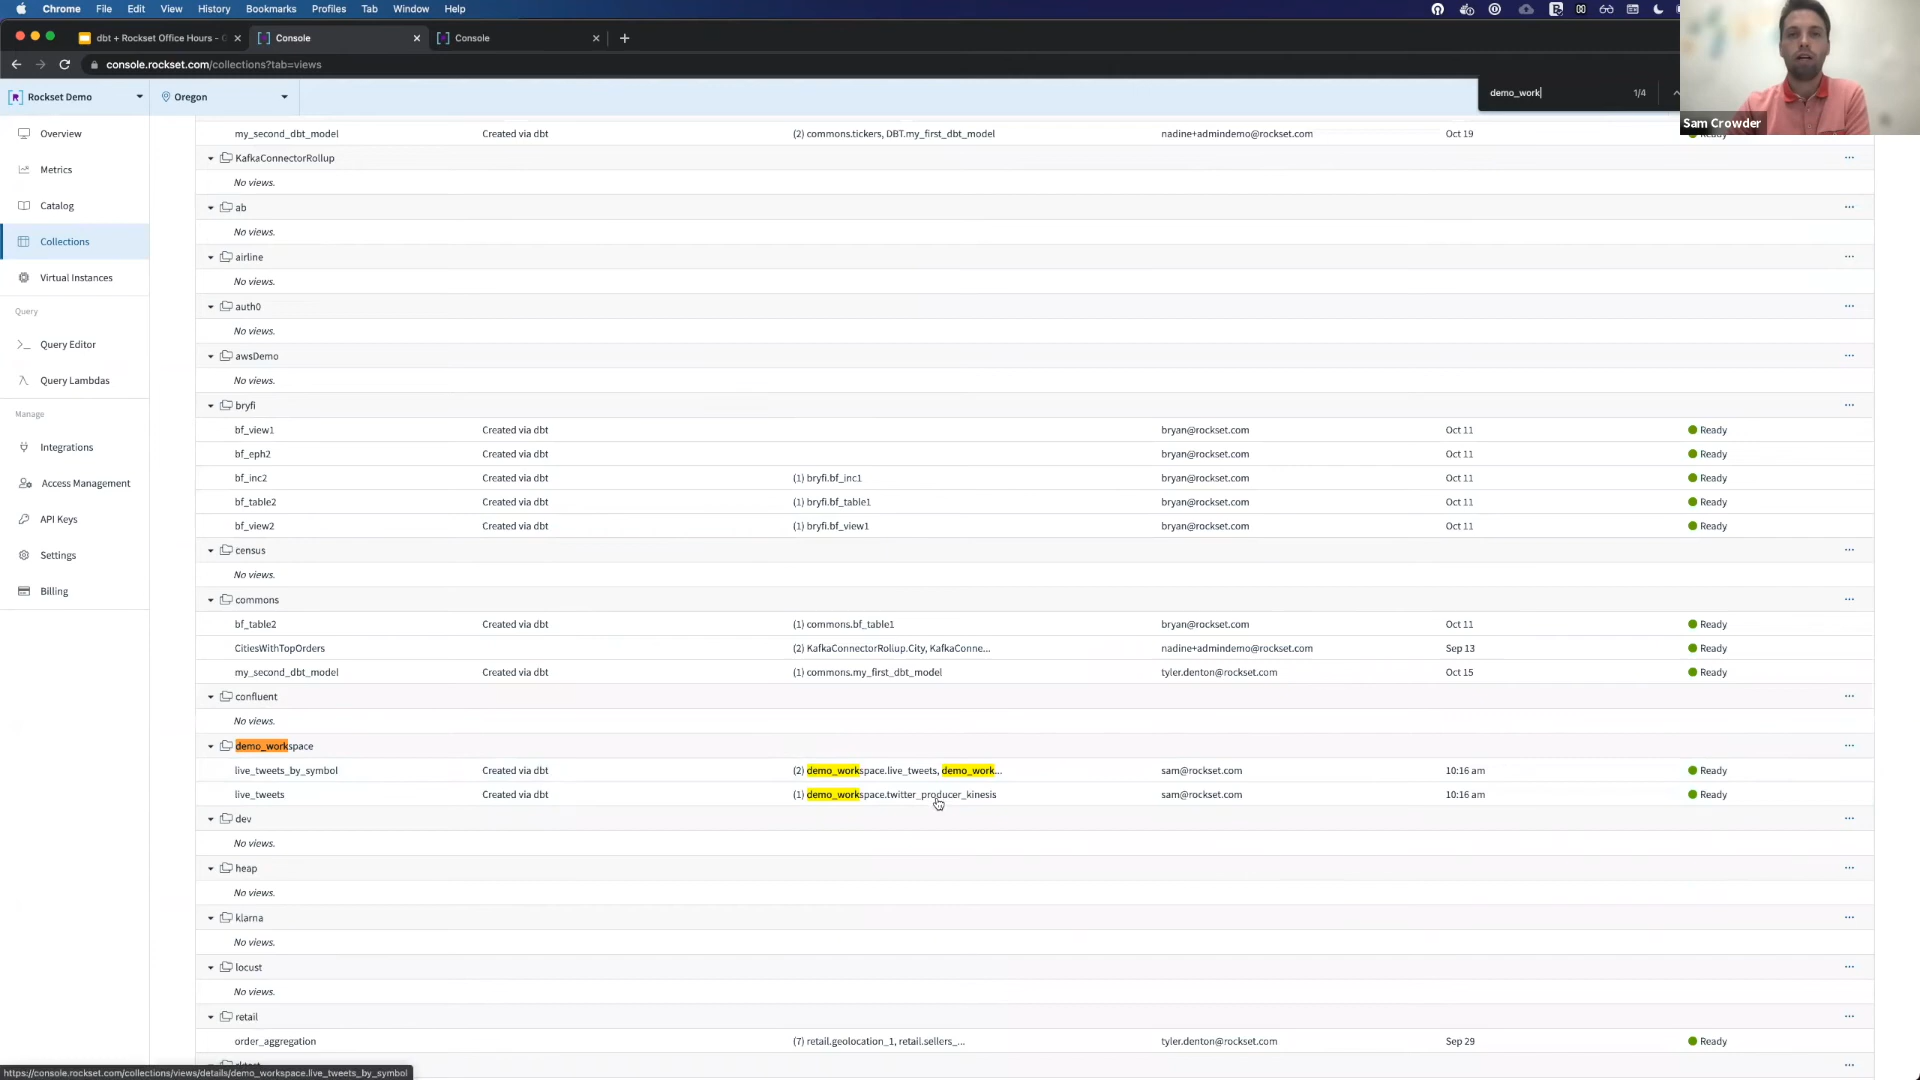 Chrome File Edit View History Bookmarks Profiles Tab Window Help
dbt + Rockset Office Hours - Console Console
console.rockset.com/collections?tab=views
Rockset Demo Oregon demo_work 1/4
Sam Crowder
Overview
Metrics
Catalog
Collections
Virtual Instances
Query
Query Editor
Query Lambdas
Manage
Integrations
Access Management
API Keys
Settings
Billing
my_second_dbt_model Created via dbt (2) commons.tickers, DBT.my_first_dbt_model nadine+admindemo@rockset.com Oct 19
KafkaConnectorRollup
No views.
ab
No views.
airline
No views.
auth0
No views.
awsDemo
No views.
bryfi
bf_view1 Created via dbt bryan@rockset.com Oct 11 Ready
bf_eph2 Created via dbt bryan@rockset.com Oct 11 Ready
bf_inc2 Created via dbt (1) bryfi.bf_inc1 bryan@rockset.com Oct 11 Ready
bf_table2 Created via dbt (1) bryfi.bf_table1 bryan@rockset.com Oct 11 Ready
bf_view2 Created via dbt (1) bryfi.bf_view1 bryan@rockset.com Oct 11 Ready
census
No views.
commons
bf_table2 Created via dbt (1) commons.bf_table1 bryan@rockset.com Oct 11 Ready
CitiesWithTopOrders (2) KafkaConnectorRollup.City, KafkaConne... nadine+admindemo@rockset.com Sep 13 Ready
my_second_dbt_model Created via dbt (1) commons.my_first_dbt_model tyler.denton@rockset.com Oct 15 Ready
confluent
No views.
demo_workspace
live_tweets_by_symbol Created via dbt (2) demo_workspace.live_tweets, demo_work... sam@rockset.com 10:16 am Ready
live_tweets Created via dbt (1) demo_workspace.twitter_producer_kinesis sam@rockset.com 10:16 am Ready
dev
No views.
heap
No views.
klarna
No views.
locust
No views.
retail
order_aggregation (7) retail.geolocation_1, retail.sellers_... tyler.denton@rockset.com Sep 29 Ready
https://console.rockset.com/collections/views/details/demo_workspace.live_tweets_by_symbol